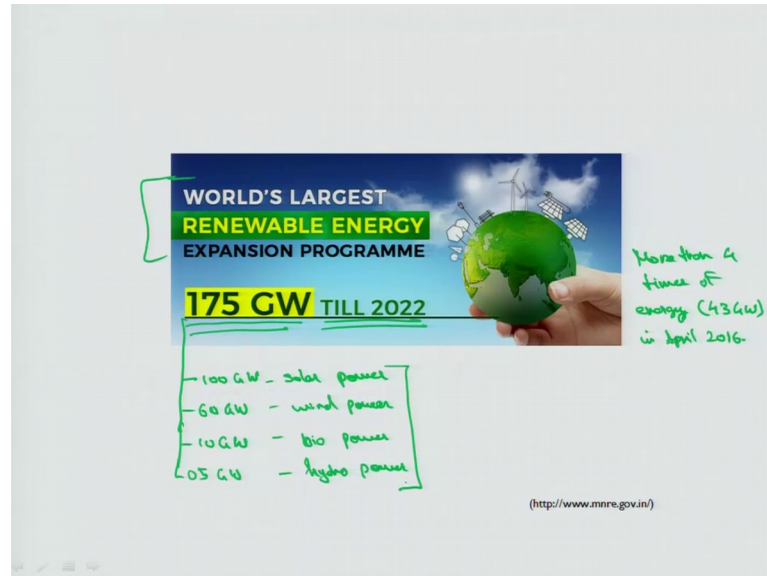 WORLD'S LARGEST
RENEWABLE ENERGY
EXPANSION PROGRAMME
175 GW TILL 2022
More than 4
times of
energy (43GW)
in April 2016.
- 100 GW - solar power
- 60 GW - wind power
- 10 GW - bio power
05 GW - hydro power
(http://www.mnre.gov.in/)